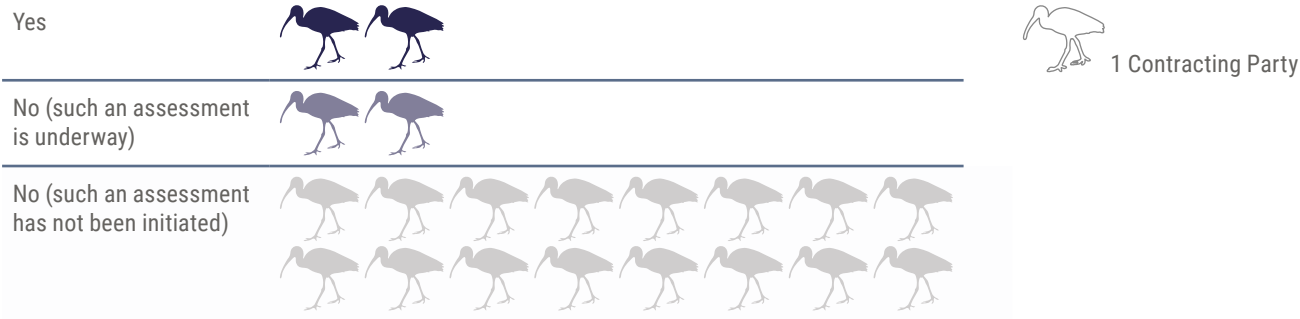 Yes
1 Contracting Party
No (such an assessment
is underway)
No (such an assessment
has not been initiated)